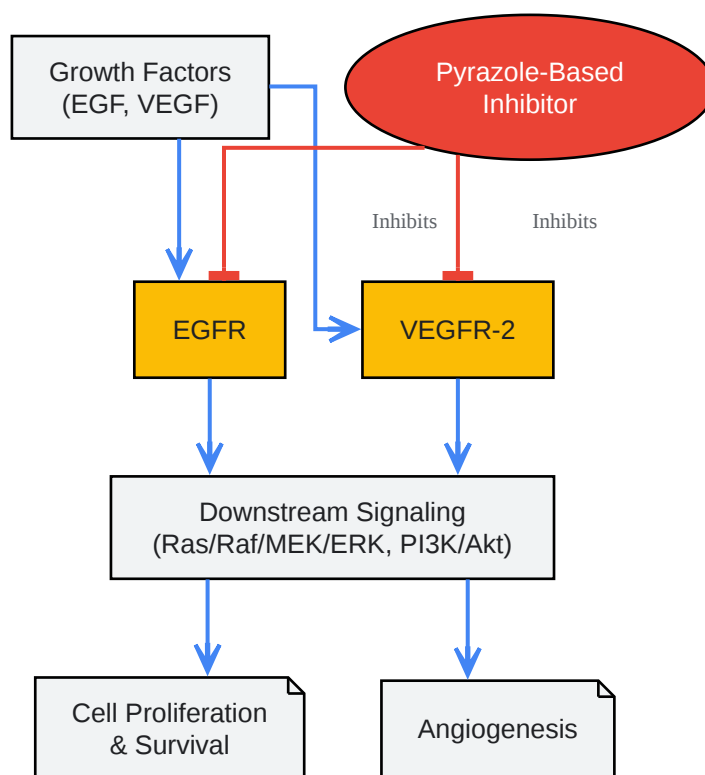 Growth Factors
(EGF, VEGF)
Pyrazole-Based
Inhibitor
Inhibits
Inhibits
EGFR
VEGFR-2
Downstream Signaling
(Ras/Raf/MEK/ERK, PI3K/Akt)
Cell Proliferation
& Survival
Angiogenesis